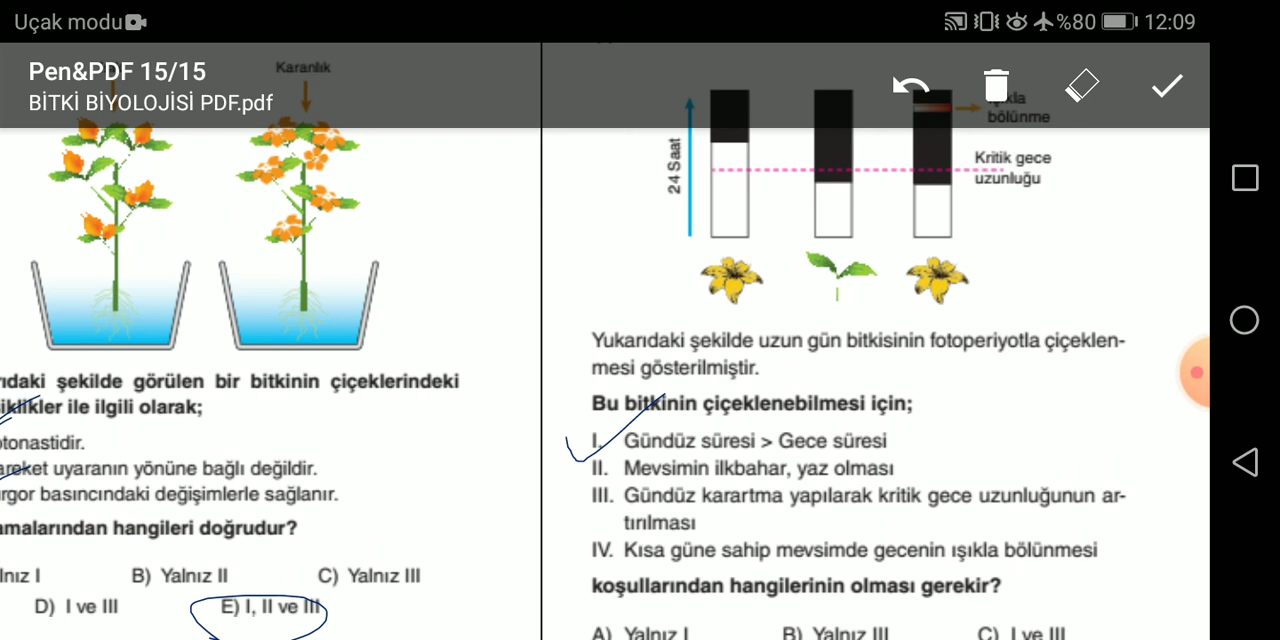 Uçak modu
%80 12:09
Pen&PDF 15/15
BİTKİ BİYOLOJİSİ PDF.pdf
Karanlık
rıdaki şekilde görülen bir bitkinin çiçeklerindeki
iklikler ile ilgili olarak;
otonastidir.
areket uyaranın yönüne bağlı değildir.
rgor basıncındaki değişimlerle sağlanır.
amalarından hangileri doğrudur?
lnız I B) Yalnız II C) Yalnız III
D) I ve III E) I, II ve III
Işıkla
bölünme
24 Saat
Kritik gece
uzunluğu
Yukarıdaki şekilde uzun gün bitkisinin fotoperiyotla çiçeklen-
mesi gösterilmiştir.
Bu bitkinin çiçeklenebilmesi için;
I. Gündüz süresi > Gece süresi
II. Mevsimin ilkbahar, yaz olması
III. Gündüz karartma yapılarak kritik gece uzunluğunun ar-
tırılması
IV. Kısa güne sahip mevsimde gecenin ışıkla bölünmesi
koşullarından hangilerinin olması gerekir?
A) Yalnız I B) Yalnız III C) I ve III